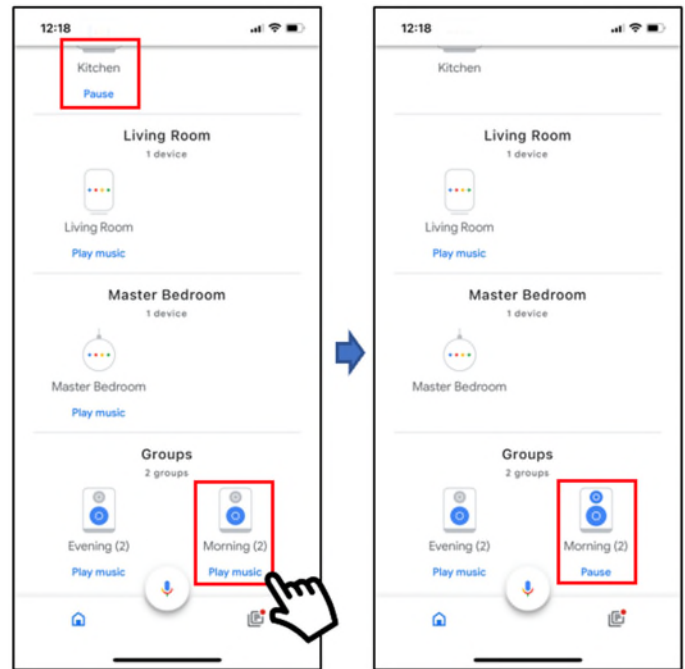 12:18
Kitchen
Pause
Living Room
1 device
Living Room
Play music
Master Bedroom
1 device
Master Bedroom
Play music
Groups
2 groups
Evening (2)
Morning (2)
Play music
Play music
12:18
Kitchen
Living Room
1 device
Living Room
Play music
Master Bedroom
1 device
Master Bedroom
Groups
2 groups
Evening (2)
Morning (2)
Play music
Pause